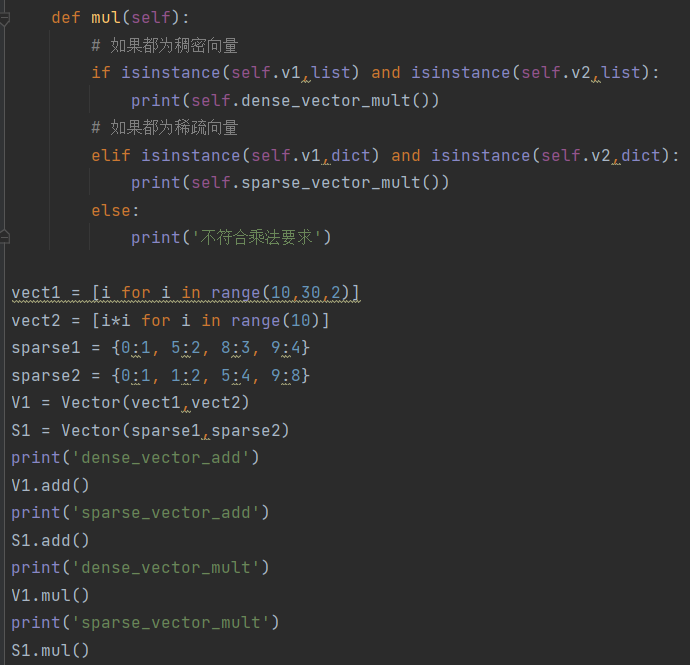 def mul(self):
# 如果都为稠密向量
if isinstance(self.v1,list) and isinstance(self.v2,list):
print(self.dense_vector_mult())
# 如果都为稀疏向量
elif isinstance(self.v1,dict) and isinstance(self.v2,dict):
print(self.sparse_vector_mult())
else:
print('不符合乘法要求')
vect1 = [i for i in range(10,30,2)]
vect2 = [i*i for i in range(10)]
sparse1 = {0:1, 5:2, 8:3, 9:4}
sparse2 = {0:1, 1:2, 5:4, 9:8}
V1 = Vector(vect1,vect2)
S1 = Vector(sparse1,sparse2)
print('dense_vector_add')
V1.add()
print('sparse_vector_add')
S1.add()
print('dense_vector_mult')
V1.mul()
print('sparse_vector_mult')
S1.mul()